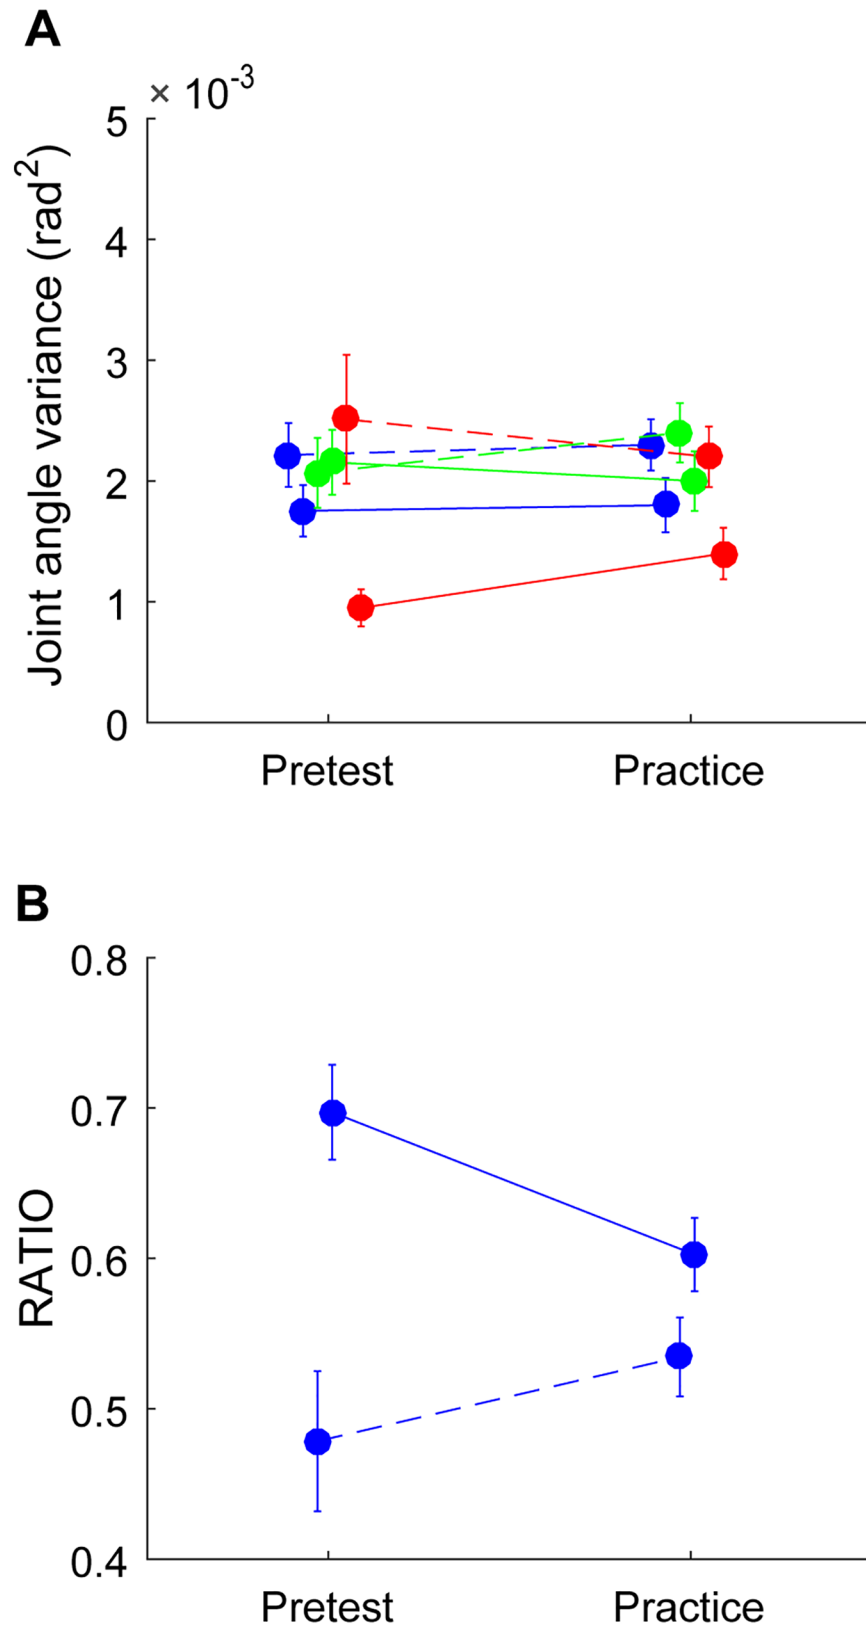 A
× 10⁻³
Joint angle variance (rad²)
5
4
3
2
1
0
Pretest Practice
B
RATIO
0.8
0.7
0.6
0.5
0.4
Pretest Practice